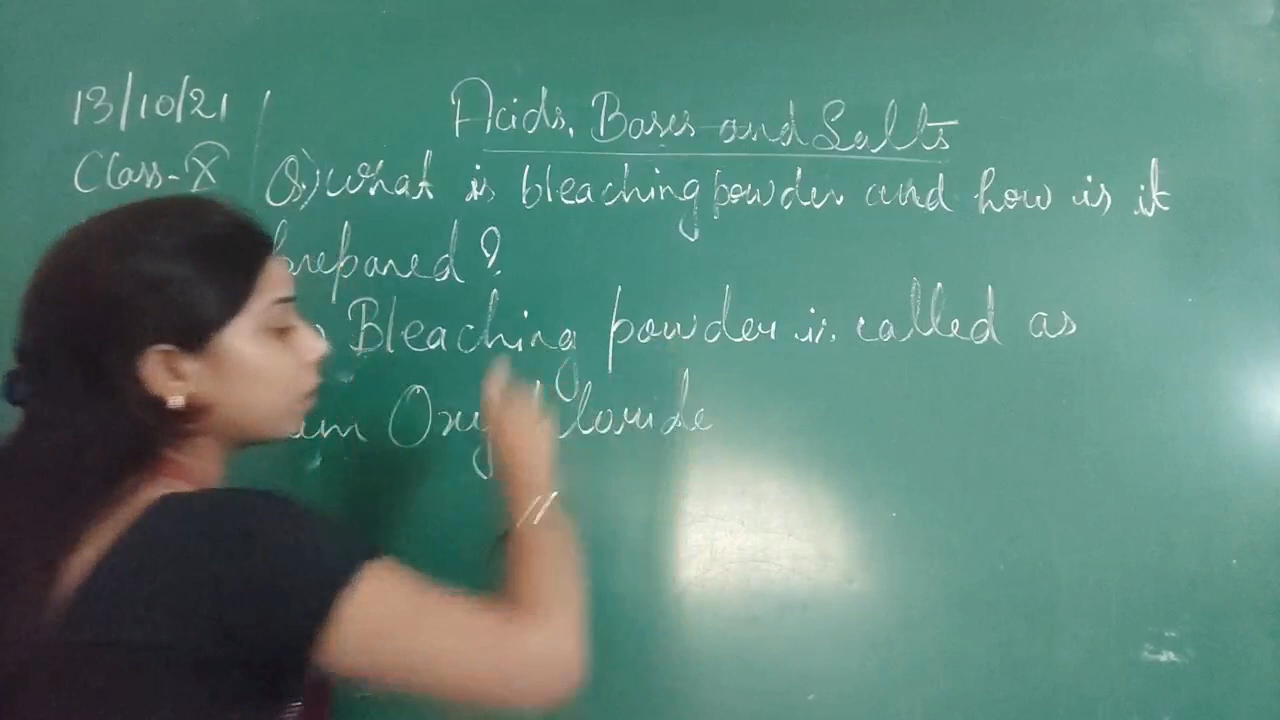 13/10/21
Class-X
Acids, Bases and Salts
Q) what is bleaching powder and how is it
prepared?
Bleaching powder is called as
Oxychloride